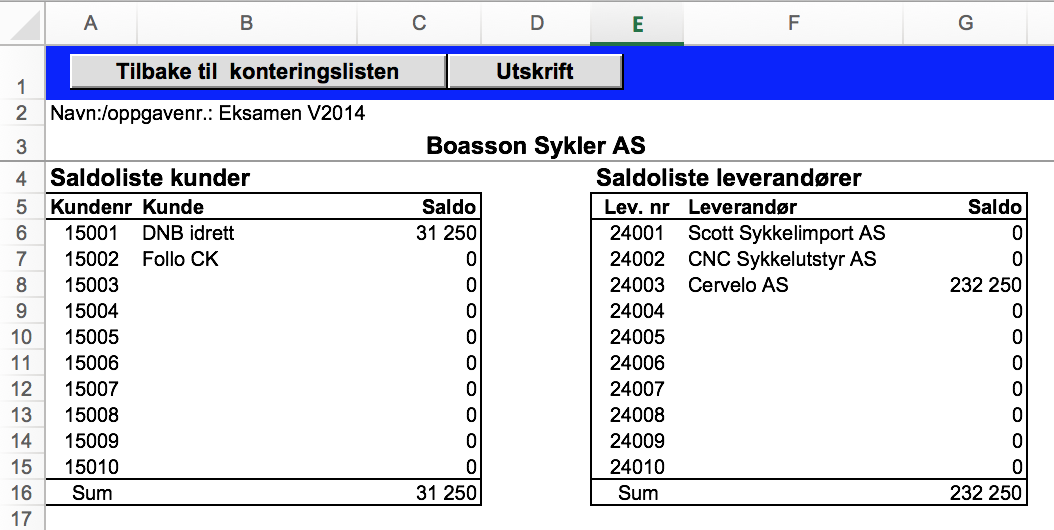 A B C D E F G
1 Tilbake til konteringslisten Utskrift
2 Navn:/oppgavenr.: Eksamen V2014
3 Boasson Sykler AS
4 Saldoliste kunder Saldoliste leverandører
5 Kundenr Kunde Saldo Lev. nr Leverandør Saldo
6 15001 DNB idrett 31 250 24001 Scott Sykkelimport AS 0
7 15002 Follo CK 0 24002 CNC Sykkelutstyr AS 0
8 15003 0 24003 Cervelo AS 232 250
9 15004 0 24004 0
10 15005 0 24005 0
11 15006 0 24006 0
12 15007 0 24007 0
13 15008 0 24008 0
14 15009 0 24009 0
15 15010 0 24010 0
16 Sum 31 250 Sum 232 250
17